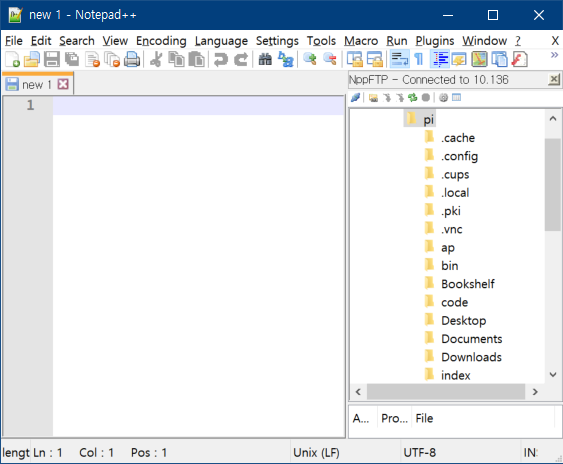 new 1 - Notepad++
File Edit Search View Encoding Language Settings Tools Macro Run Plugins Window ? X
new 1
NppFTP - Connected to 10.136
1
pi
.cache
.config
.cups
.local
.pki
.vnc
ap
bin
Bookshelf
code
Desktop
Documents
Downloads
index
A... Pro... File
lengt Ln : 1 Col : 1 Pos : 1 Unix (LF) UTF-8 IN: